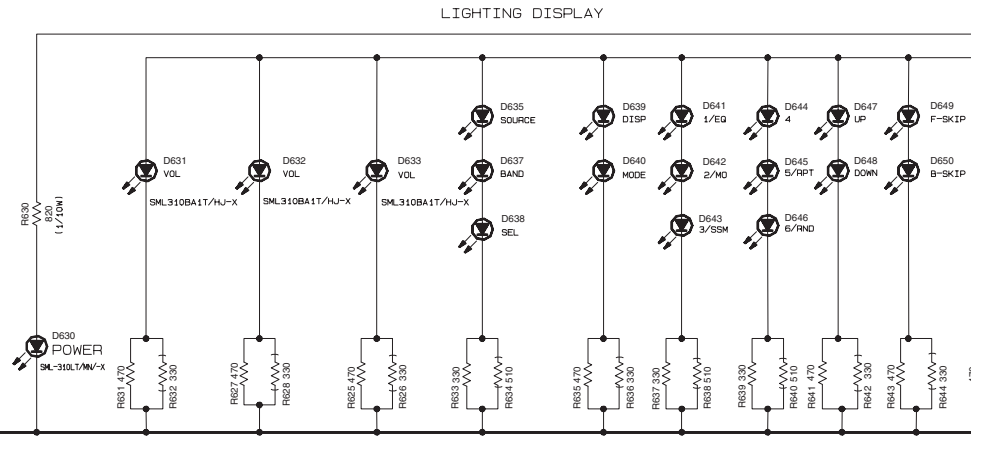 LIGHTING DISPLAY
D635
SOURCE
D639
DISP
D641
1/EQ
D644
4
D647
UP
D649
F-SKIP
D631
VOL
D632
VOL
D633
VOL
D637
BAND
D640
MODE
D642
2/MO
D645
5/RPT
D648
DOWN
D650
B-SKIP
SML310BA1T/HJ-X
SML310BA1T/HJ-X
SML310BA1T/HJ-X
R630
820
(1/10W)
D638
SEL
D643
3/SSM
D646
6/RND
D630
POWER
SML-310LT/MN/-X
R631 470
R632 330
R627 470
R628 330
R625 470
R626 330
R633 330
R634 510
R635 470
R636 330
R637 330
R638 510
R639 330
R640 510
R641 470
R642 330
R643 470
R644 330